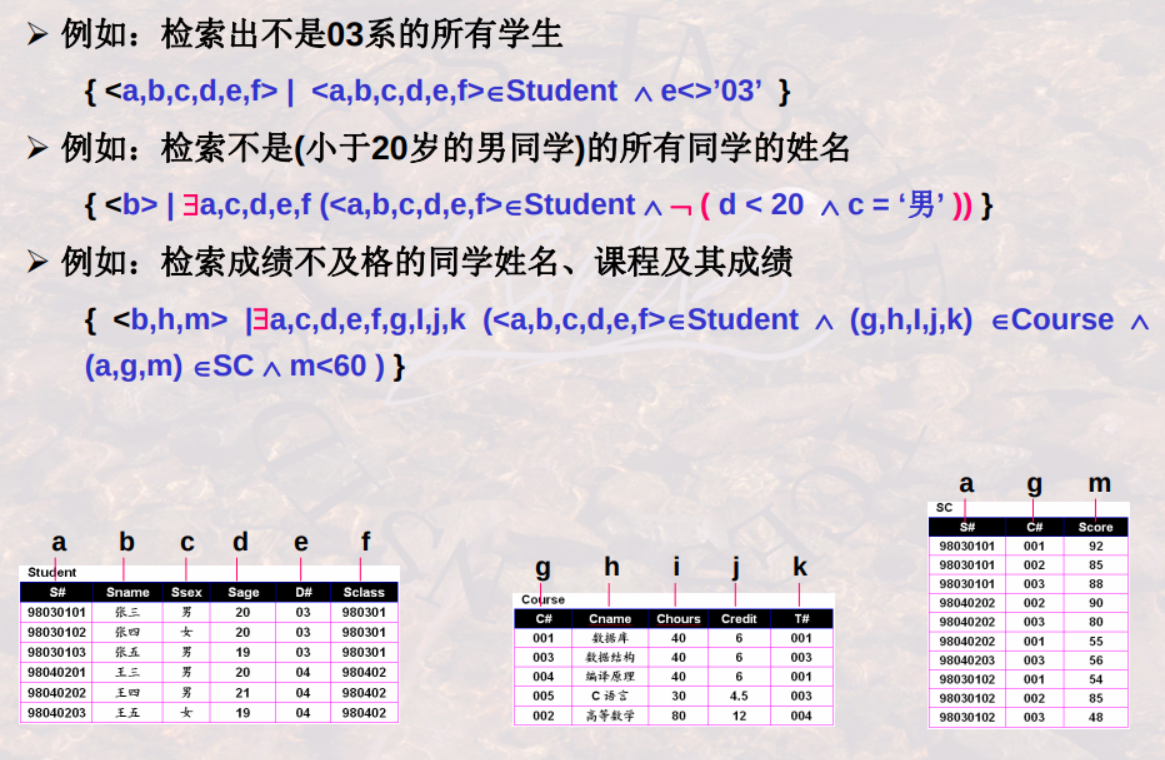 ➢ 例如：检索出不是03系的所有学生
{ <a,b,c,d,e,f> | <a,b,c,d,e,f>∈Student ∧ e<>’03’ }
➢ 例如：检索不是(小于20岁的男同学)的所有同学的姓名
{ <b> | ∃a,c,d,e,f (<a,b,c,d,e,f>∈Student ∧ ¬ ( d < 20 ∧ c = ‘男’ )) }
➢ 例如：检索成绩不及格的同学姓名、课程及其成绩
{ <b,h,m> |∃a,c,d,e,f,g,I,j,k (<a,b,c,d,e,f>∈Student ∧ (g,h,I,j,k) ∈Course ∧
(a,g,m) ∈SC ∧ m<60 ) }
a b c d e f
Student
S# Sname Ssex Sage D# Sclass
98030101 张三 男 20 03 980301
98030102 张四 女 20 03 980301
98030103 张五 男 19 03 980301
98040201 王三 男 20 04 980402
98040202 王四 男 21 04 980402
98040203 王五 女 19 04 980402
g h i j k
Course
C# Cname Chours Credit T#
001 数据库 40 6 001
003 数据结构 40 6 003
004 编译原理 40 6 001
005 C 语言 30 4.5 003
002 高等数学 80 12 004
a g m
SC
S# C# Score
98030101 001 92
98030101 002 85
98030101 003 88
98040202 002 90
98040202 003 80
98040202 001 55
98040203 003 56
98030102 001 54
98030102 002 85
98030102 003 48